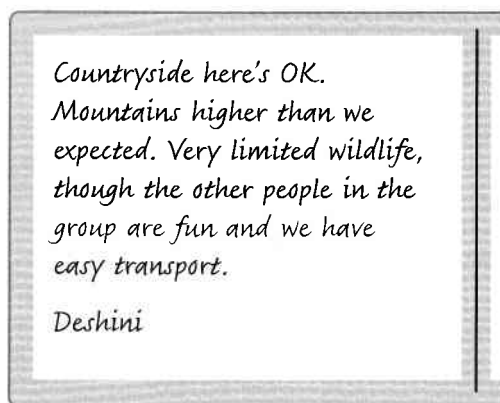 Countryside here's OK.
Mountains higher than we
expected. Very limited wildlife,
though the other people in the
group are fun and we have
easy transport.
Deshini